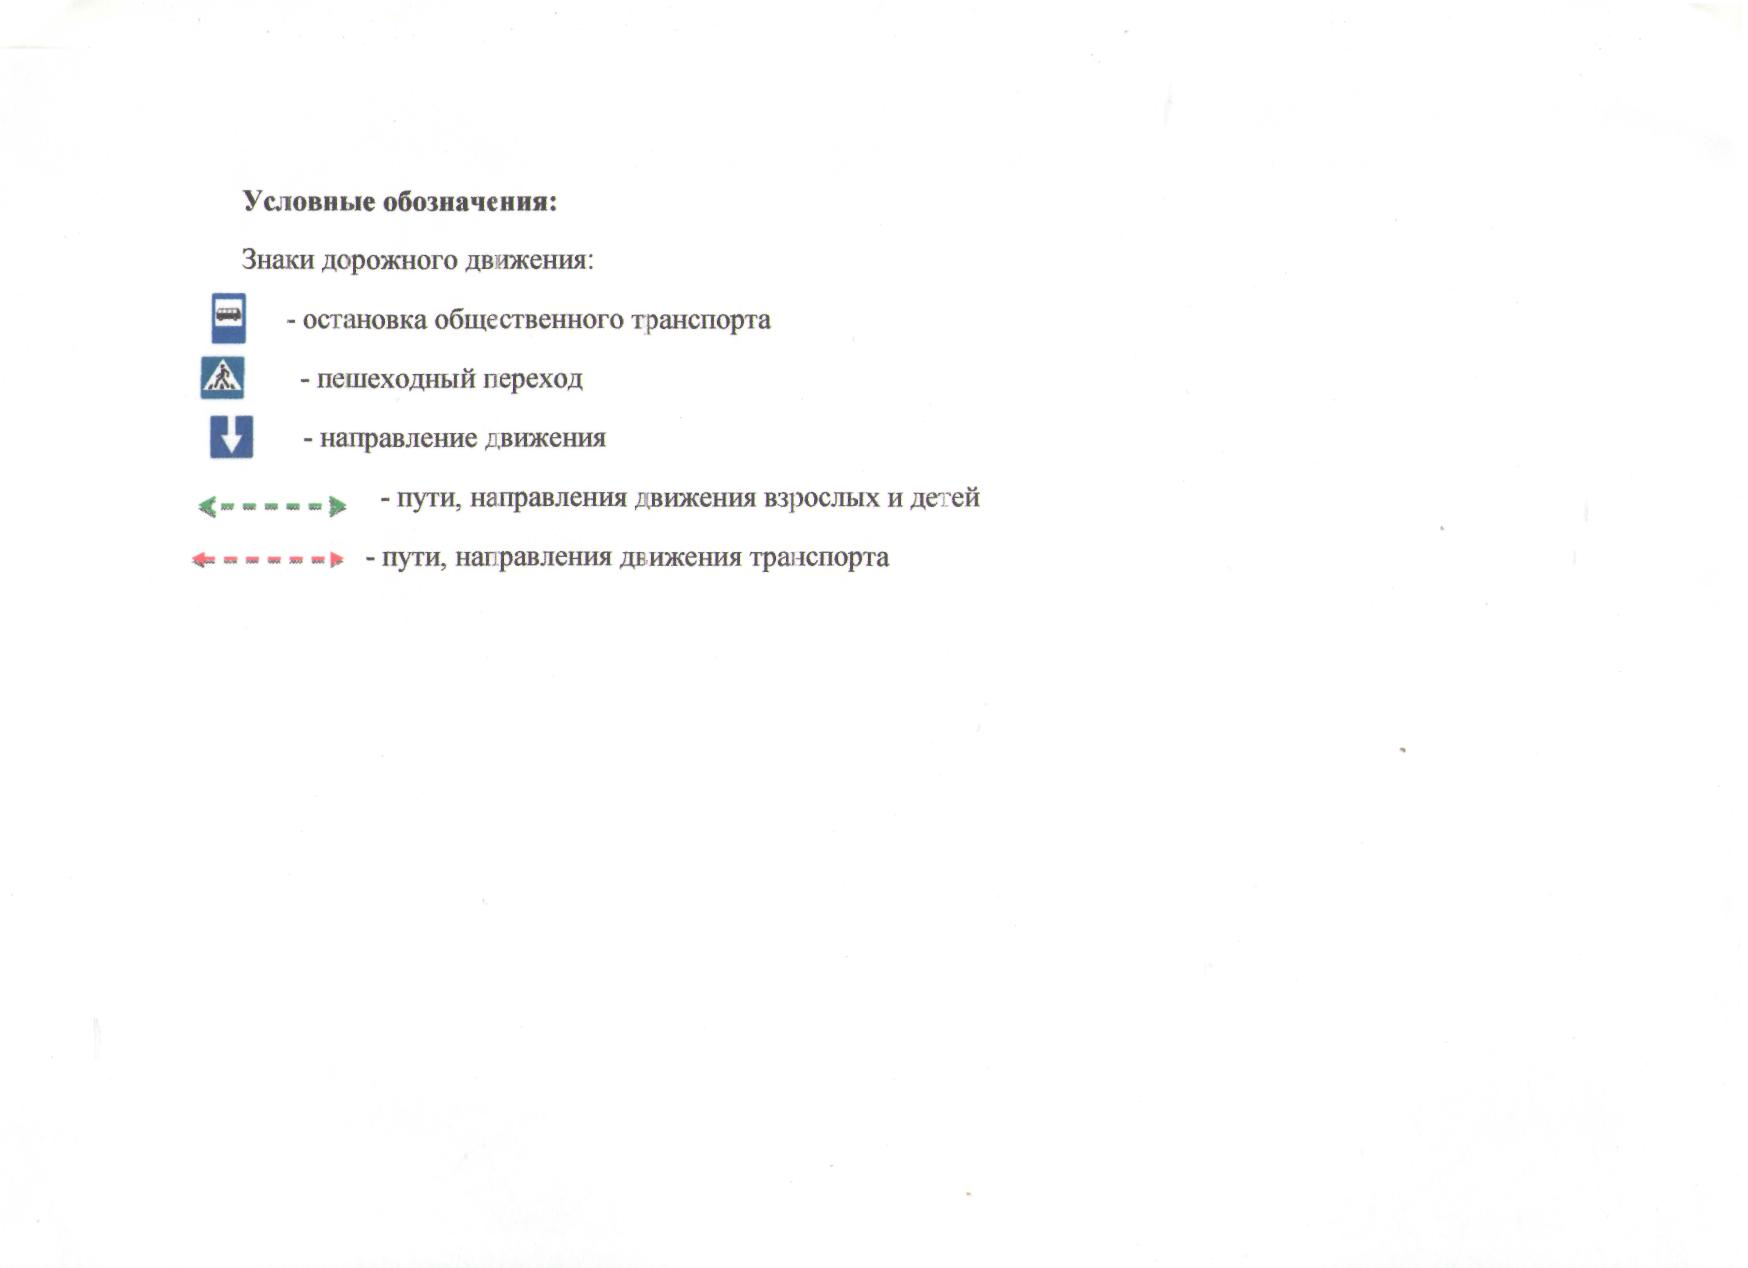 Условные обозначения:
Знаки дорожного движения:
- остановка общественного транспорта
- пешеходный переход
- направление движения
- пути, направления движения взрослых и детей
- пути, направления движения транспорта